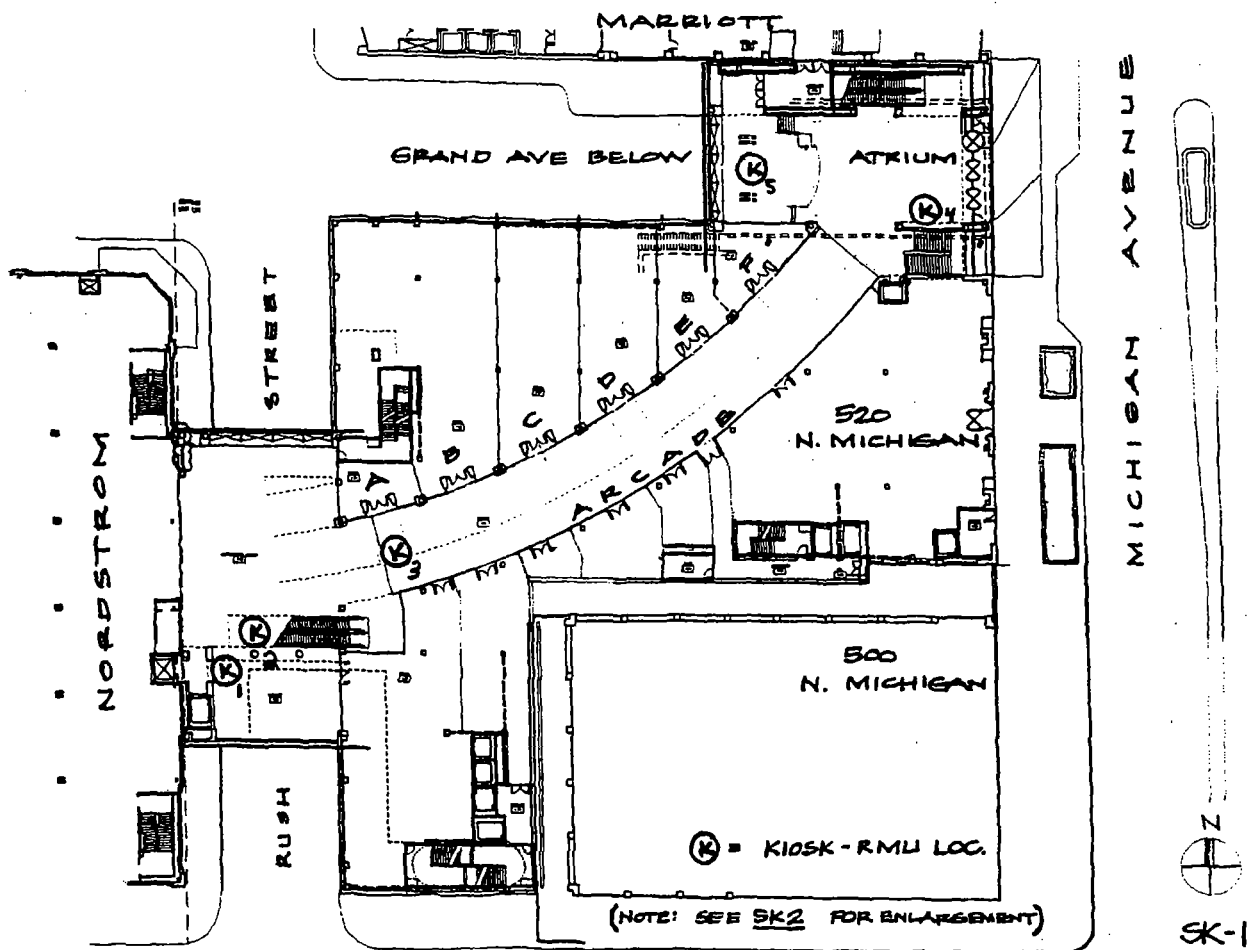 MARRIOTT
MICHIGAN AVENUE
GRAND AVE BELOW
ATRIUM
K5
K4
STREET
F
E
D
C
B
A
ARCADE
520
N. MICHIGAN
NORDSTROM
K3
K2
K1
500
N. MICHIGAN
RUSH
K = KIOSK-RMU LOC.
(NOTE: SEE SK2 FOR ENLARGEMENT)
N
SK-1